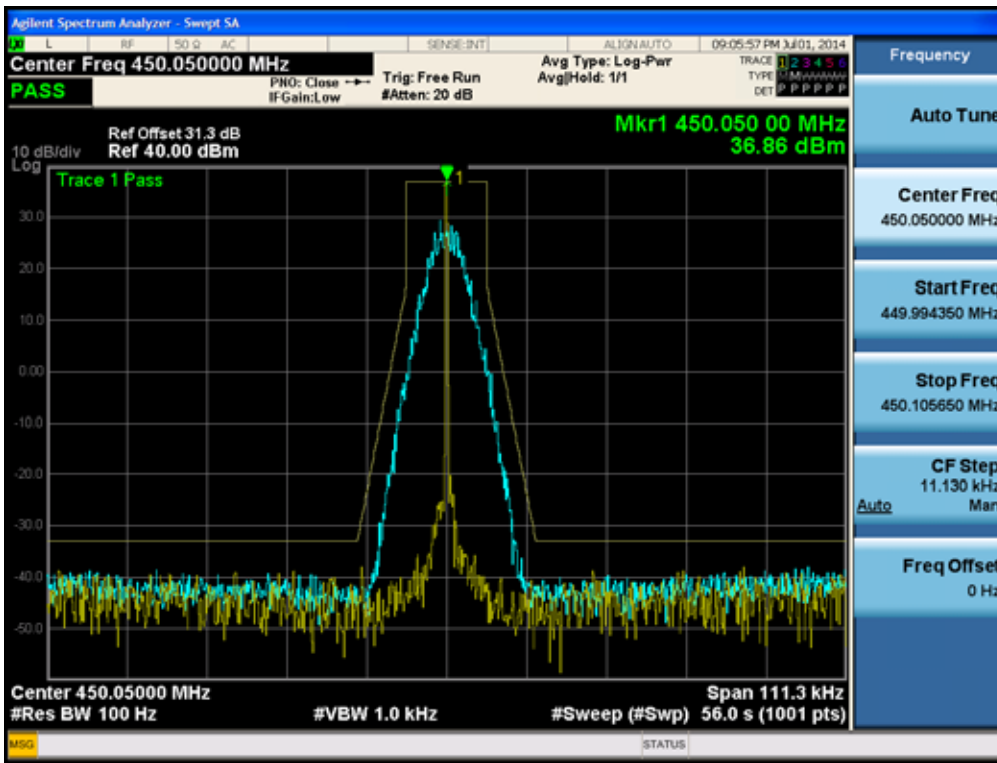 Agilent Spectrum Analyzer - Swept SA
LXI L RF 50 Ω AC SENSE:INT ALIGN AUTO 09:05:57 PM Jul 01, 2014
Center Freq 450.050000 MHz
PASS
PNO: Close
IFGain:Low
Trig: Free Run
#Atten: 20 dB
Avg Type: Log-Pwr
Avg|Hold: 1/1
TRACE 1 2 3 4 5 6
TYPE
DET P P P P P P
Mkr1 450.050 00 MHz
36.86 dBm
Ref Offset 31.3 dB
10 dB/div Ref 40.00 dBm
Log
Trace 1 Pass
1
30.0
20.0
10.0
0.00
-10.0
-20.0
-30.0
-40.0
-50.0
Center 450.05000 MHz Span 111.3 kHz
#Res BW 100 Hz #VBW 1.0 kHz #Sweep (#Swp) 56.0 s (1001 pts)
MSG STATUS
Frequency
Auto Tune
Center Freq
450.050000 MHz
Start Freq
449.994350 MHz
Stop Freq
450.105650 MHz
CF Step
11.130 kHz
Auto Man
Freq Offset
0 Hz